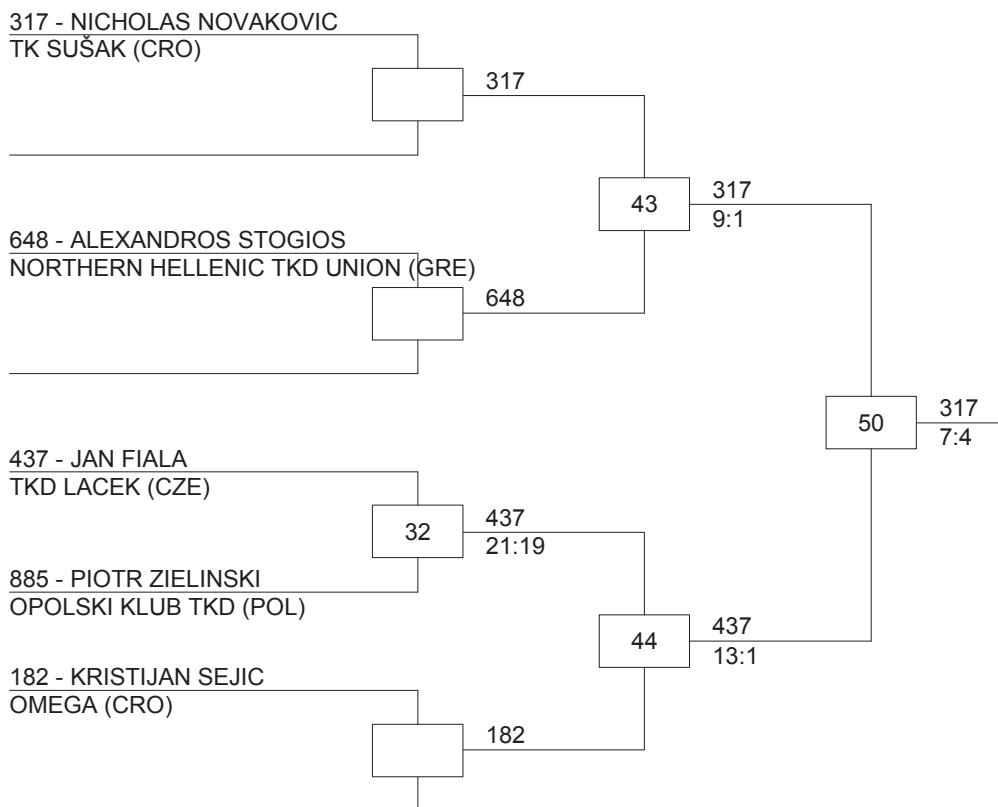 317 - NICHOLAS NOVAKOVIC
TK SUŠAK (CRO)
317
43
317
9:1
648 - ALEXANDROS STOGIOS
NORTHERN HELLENIC TKD UNION (GRE)
648
50
317
7:4
437 - JAN FIALA
TKD LACEK (CZE)
32
437
21:19
885 - PIOTR ZIELINSKI
OPOLSKI KLUB TKD (POL)
44
437
13:1
182 - KRISTIJAN SEJIC
OMEGA (CRO)
182